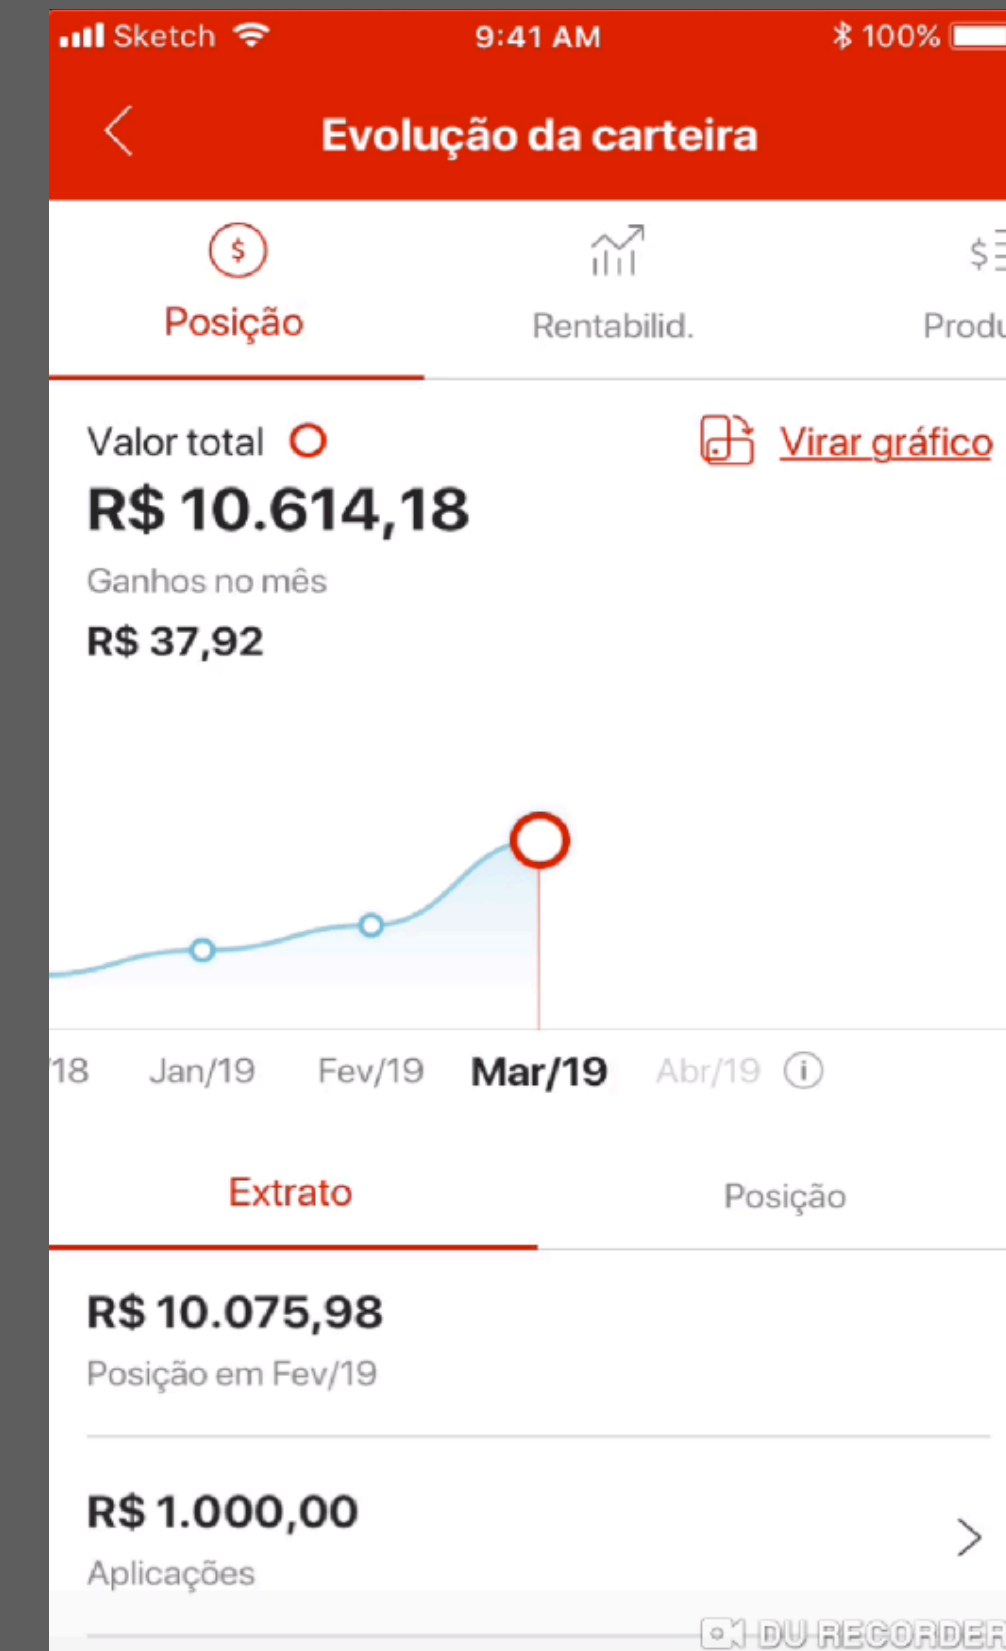 Sketch 9:41 AM 100%
Evolução da carteira
$ $
Posição Rentabilid. Produ
Valor total Virar gráfico
R$ 10.614,18
Ganhos no mês
R$ 37,92
'18 Jan/19 Fev/19 Mar/19 Abr/19 i
Extrato Posição
R$ 10.075,98
Posição em Fev/19
R$ 1.000,00
Aplicações
DU RECORDER